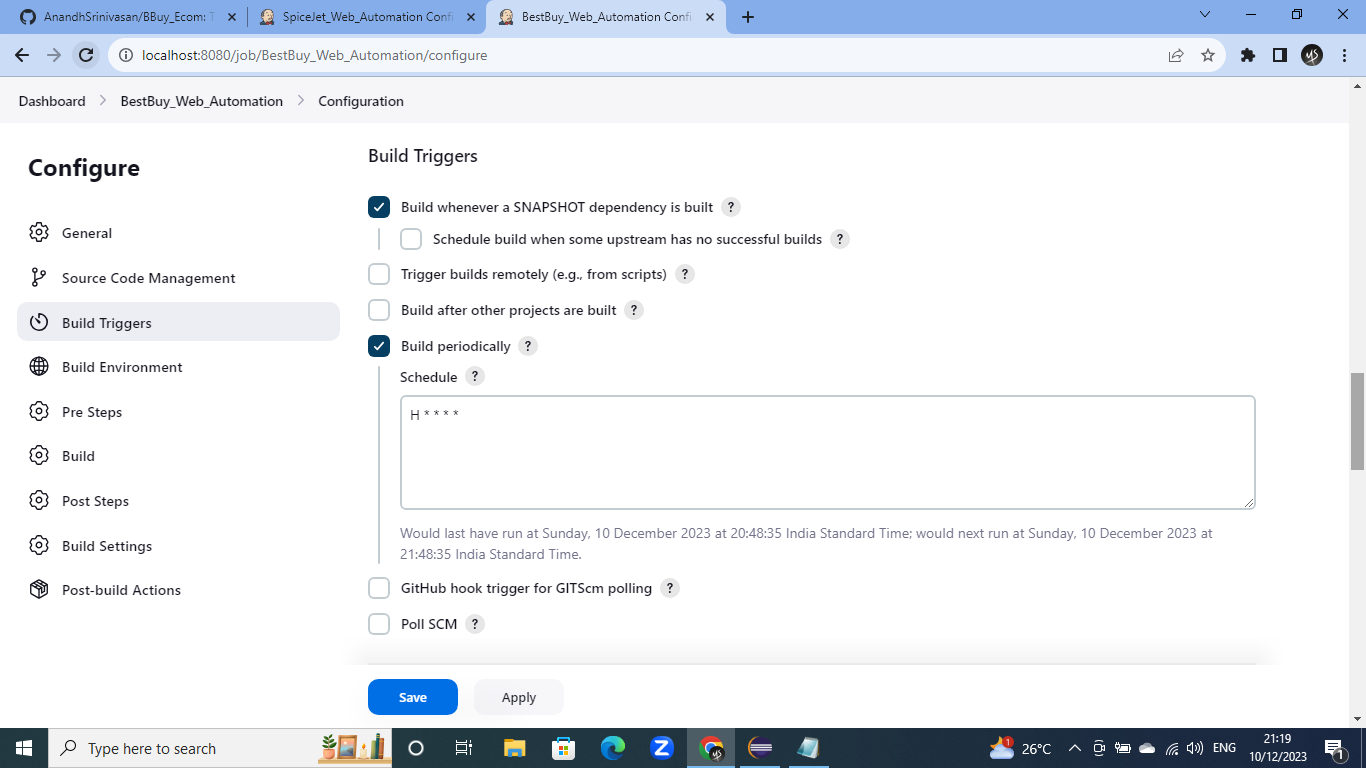 AnandhSrinivasan/BBuy_Ecom: T
SpiceJet_Web_Automation Confi
BestBuy_Web_Automation Confi
localhost:8080/job/BestBuy_Web_Automation/configure
Dashboard
BestBuy_Web_Automation
Configuration
Configure
General
Source Code Management
Build Triggers
Build Environment
Pre Steps
Build
Post Steps
Build Settings
Post-build Actions
Build Triggers
Build whenever a SNAPSHOT dependency is built ?
Schedule build when some upstream has no successful builds ?
Trigger builds remotely (e.g., from scripts) ?
Build after other projects are built ?
Build periodically ?
Schedule ?
H * * * *
Would last have run at Sunday, 10 December 2023 at 20:48:35 India Standard Time; would next run at Sunday, 10 December 2023 at
21:48:35 India Standard Time.
GitHub hook trigger for GITScm polling ?
Poll SCM ?
Save
Apply
Type here to search
1
26°C
ENG
21:19
10/12/2023
1